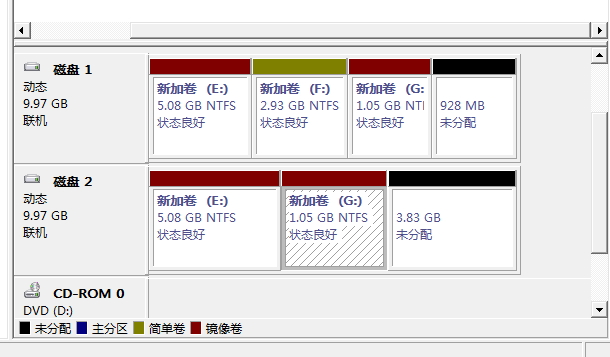 磁盘 1
动态
9.97 GB
联机
新加卷 (E:)
5.08 GB NTFS
状态良好
新加卷 (F:)
2.93 GB NTFS
状态良好
新加卷 (G:
1.05 GB NTI
状态良好
928 MB
未分配
磁盘 2
动态
9.97 GB
联机
新加卷 (E:)
5.08 GB NTFS
状态良好
新加卷 (G:)
1.05 GB NTFS
状态良好
3.83 GB
未分配
CD-ROM 0
DVD (D:)
未分配 主分区 简单卷 镜像卷